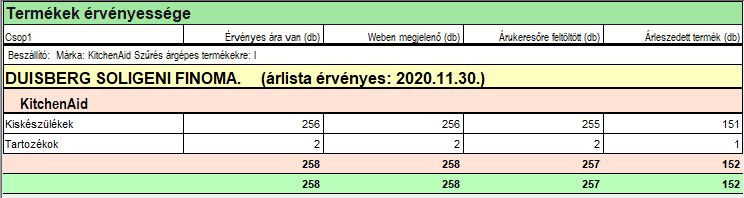 Termékek érvényessége
Csop1 Érvényes ára van (db) Weben megjelenő (db) Árukeresőre feltöltött (db) Árleszedett termék (db)
Beszállító: Márka: KitchenAid Szűrés árgépes termékekre: I
DUISBERG SOLIGENI FINOMA. (árlista érvényes: 2020.11.30.)
KitchenAid
Kiskészülékek 256 256 255 151
Tartozékok 2 2 2 1
258 258 257 152
258 258 257 152